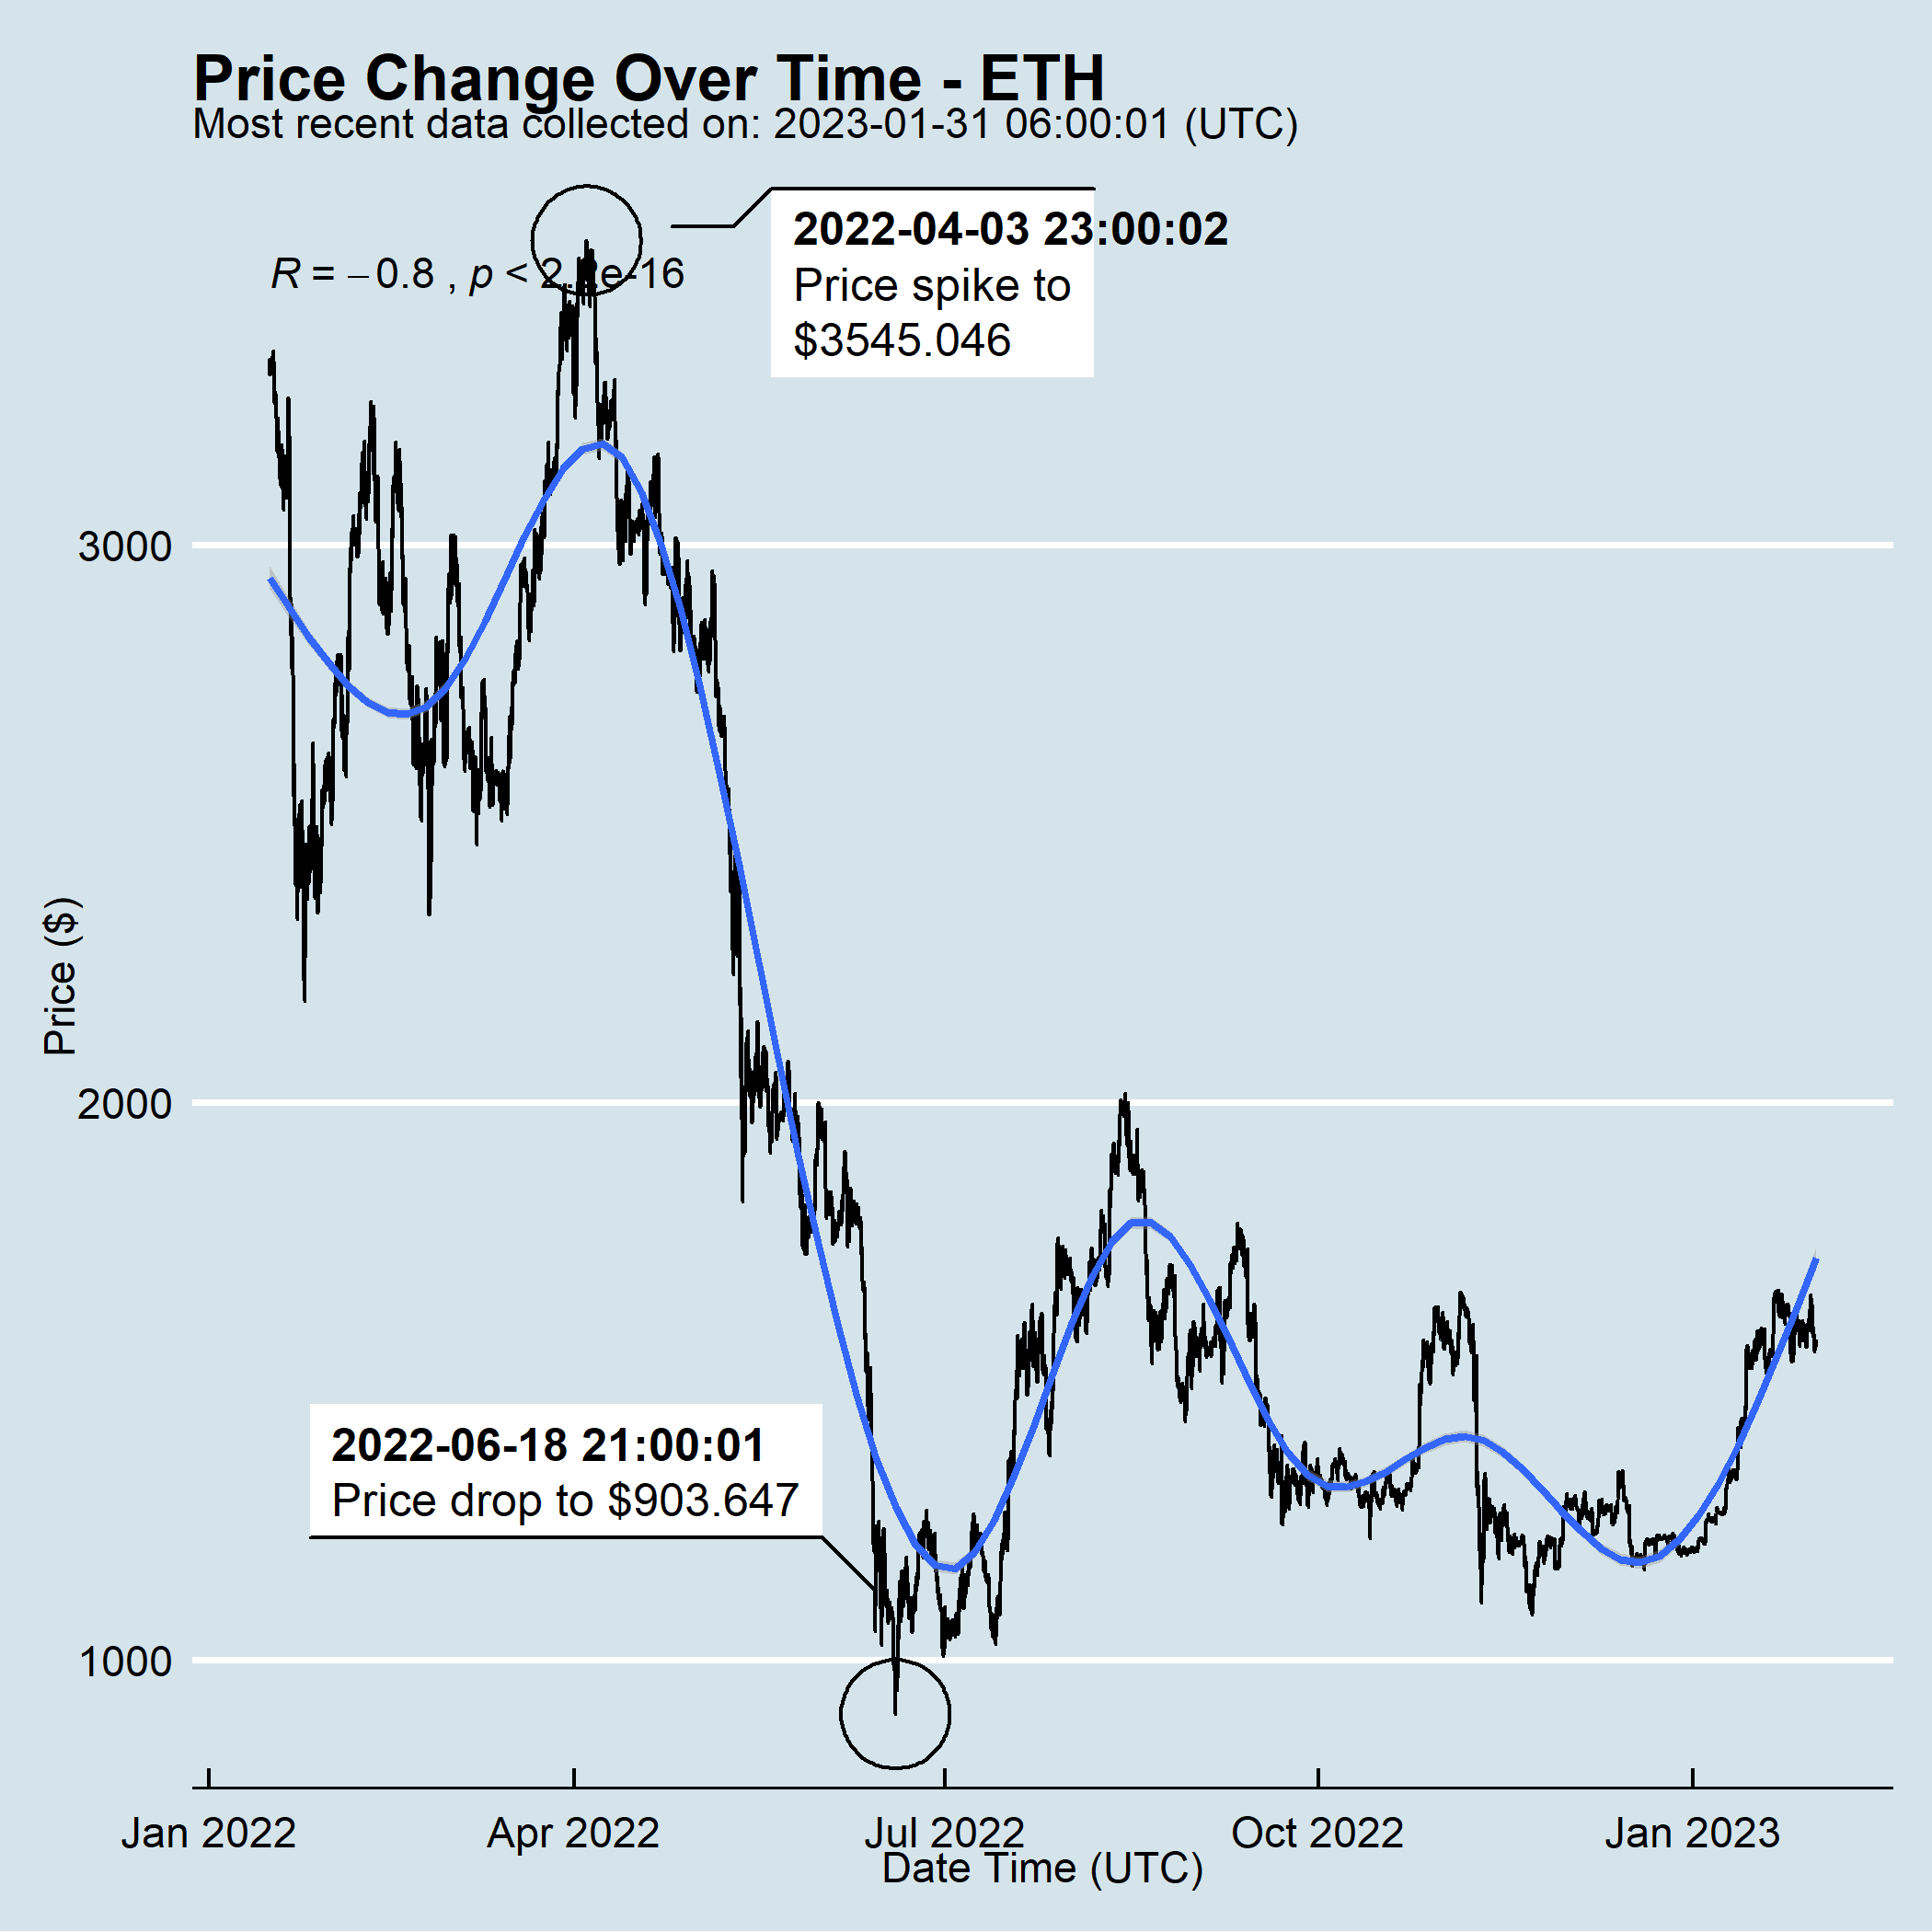 Price Change Over Time - ETH
Most recent data collected on: 2023-01-31 06:00:01 (UTC)
2022-04-03 23:00:02
Price spike to
$3545.046
R = −0.8 , p < 2.2e-16
3000
Price ($)
2000
2022-06-18 21:00:01
Price drop to $903.647
1000
Jan 2022 Apr 2022 Jul 2022 Oct 2022 Jan 2023
Date Time (UTC)